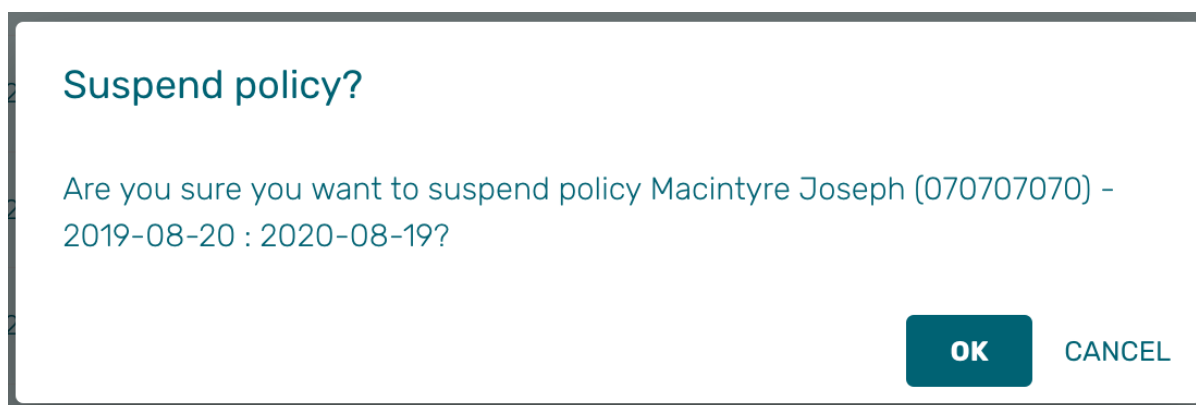 Suspend policy?
Are you sure you want to suspend policy Macintyre Joseph (070707070) -
2019-08-20 : 2020-08-19?
OK CANCEL